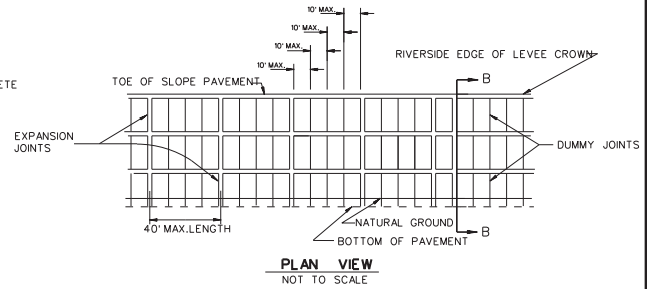 10' MAX.
10' MAX.
10' MAX.
10' MAX.
RIVERSIDE EDGE OF LEVEE CROWN
ETE
TOE OF SLOPE PAVEMENT
B
EXPANSION
JOINTS
DUMMY JOINTS
40' MAX.LENGTH
NATURAL GROUND
B
BOTTOM OF PAVEMENT
PLAN VIEW
NOT TO SCALE